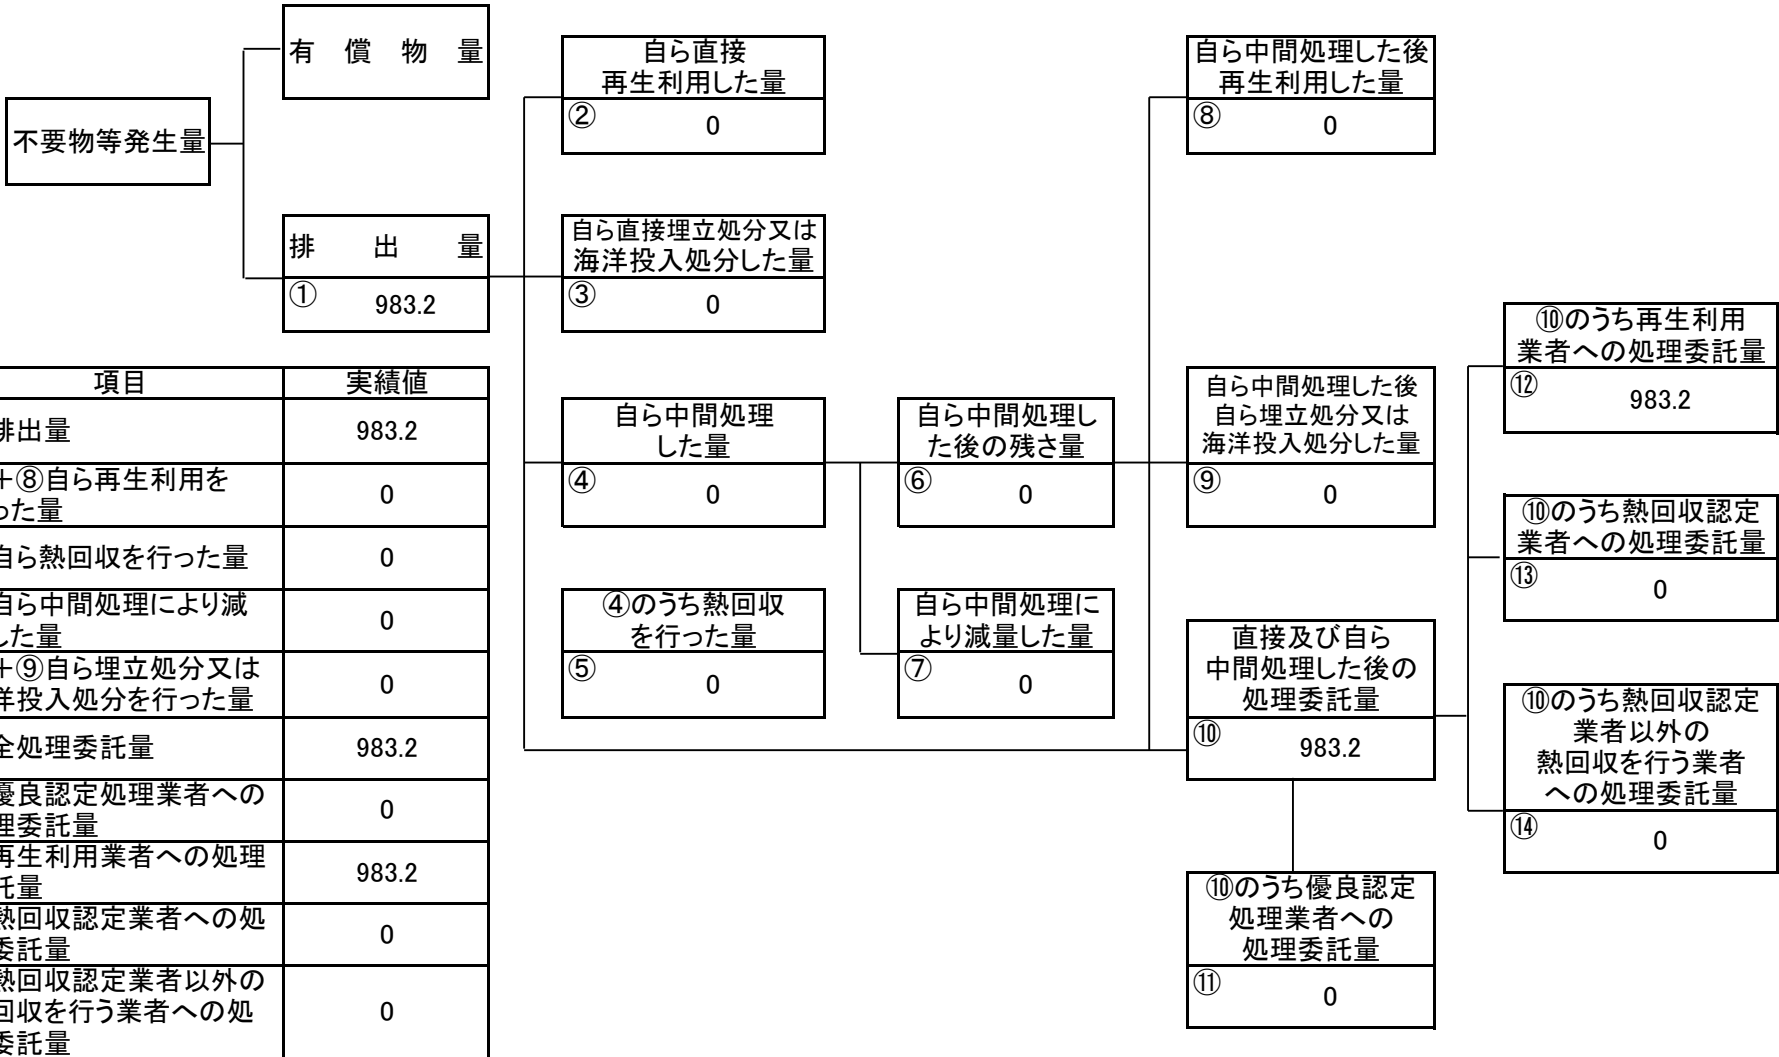 有償物量
不要物等発生量
排出量
① 983.2
自ら直接
再生利用した量
② 0
自ら直接埋立処分又は
海洋投入処分した量
③ 0
自ら中間処理
した量
④ 0
④のうち熱回収
を行った量
⑤ 0
自ら中間処理し
た後の残さ量
⑥ 0
自ら中間処理に
より減量した量
⑦ 0
自ら中間処理した後
再生利用した量
⑧ 0
自ら中間処理した後
自ら埋立処分又は
海洋投入処分した量
⑨ 0
直接及び自ら
中間処理した後の
処理委託量
⑩ 983.2
⑩のうち優良認定
処理業者への
処理委託量
⑪ 0
⑩のうち再生利用
業者への処理委託量
⑫ 983.2
⑩のうち熱回収認定
業者への処理委託量
⑬ 0
⑩のうち熱回収認定
業者以外の
熱回収を行う業者
への処理委託量
⑭ 0
項目 実績値
排出量 983.2
+⑧自ら再生利用を
った量 0
自ら熱回収を行った量 0
自ら中間処理により減
した量 0
+⑨自ら埋立処分又は
洋投入処分を行った量 0
全処理委託量 983.2
優良認定処理業者への
理委託量 0
再生利用業者への処理
託量 983.2
熱回収認定業者への処
委託量 0
熱回収認定業者以外の
回収を行う業者への処
委託量 0